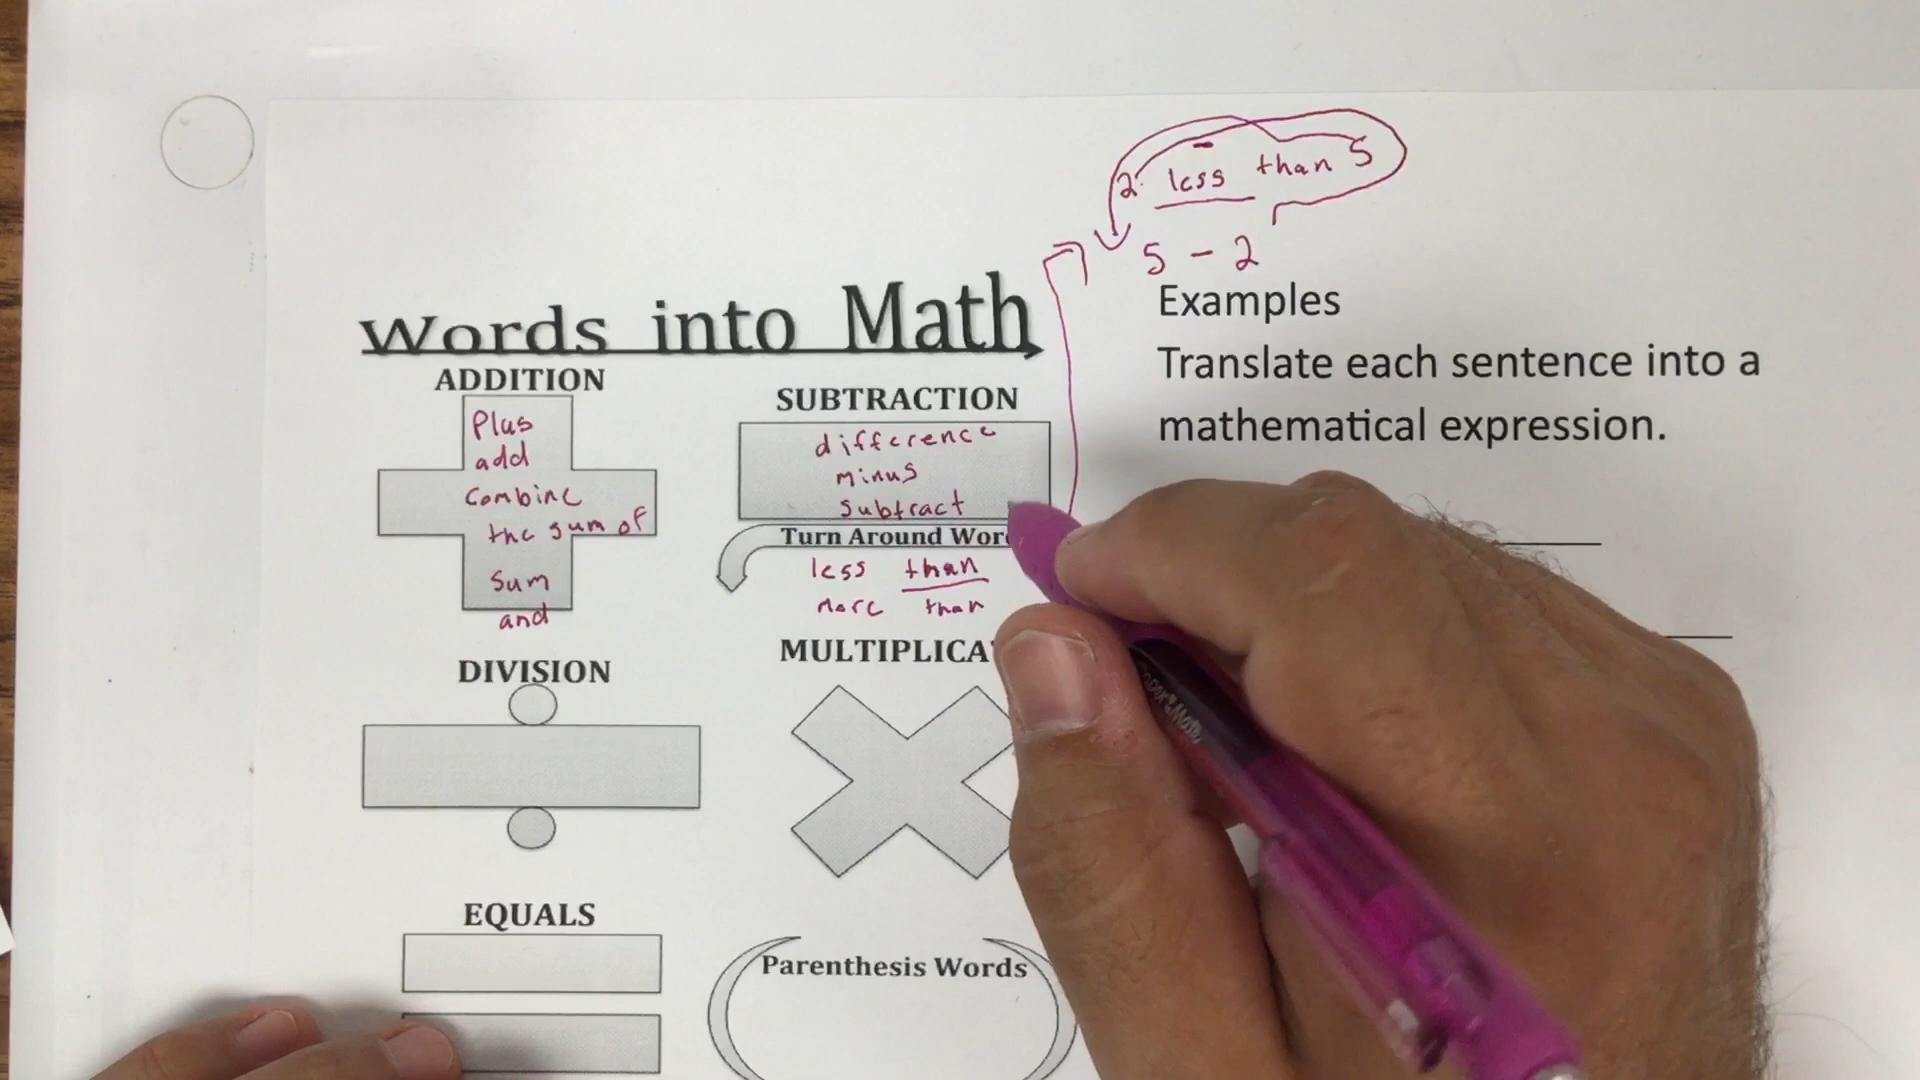 2 less than 5
5 - 2
Words into Math
ADDITION
Plus
add
Combine
the sum of
Sum
and
SUBTRACTION
difference
minus
subtract
Turn Around
less than
more than
DIVISION
EQUALS
Parenthesis Words
Examples
Translate each sentence into a
mathematical expression.